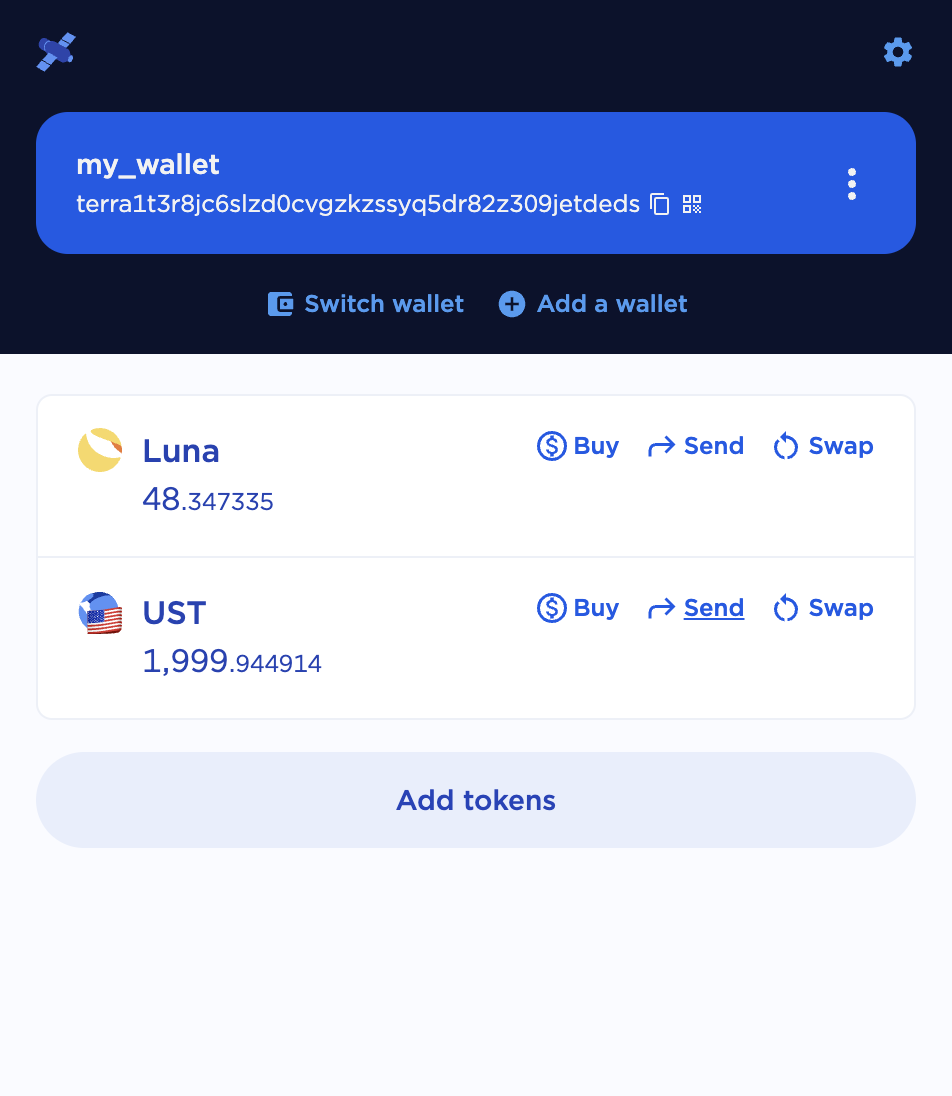 my_wallet
terra1t3r8jc6slzd0cvgzkzssyq5dr82z309jetdeds
Switch wallet Add a wallet
Luna Buy Send Swap
48.347335
UST Buy Send Swap
1,999.944914
Add tokens